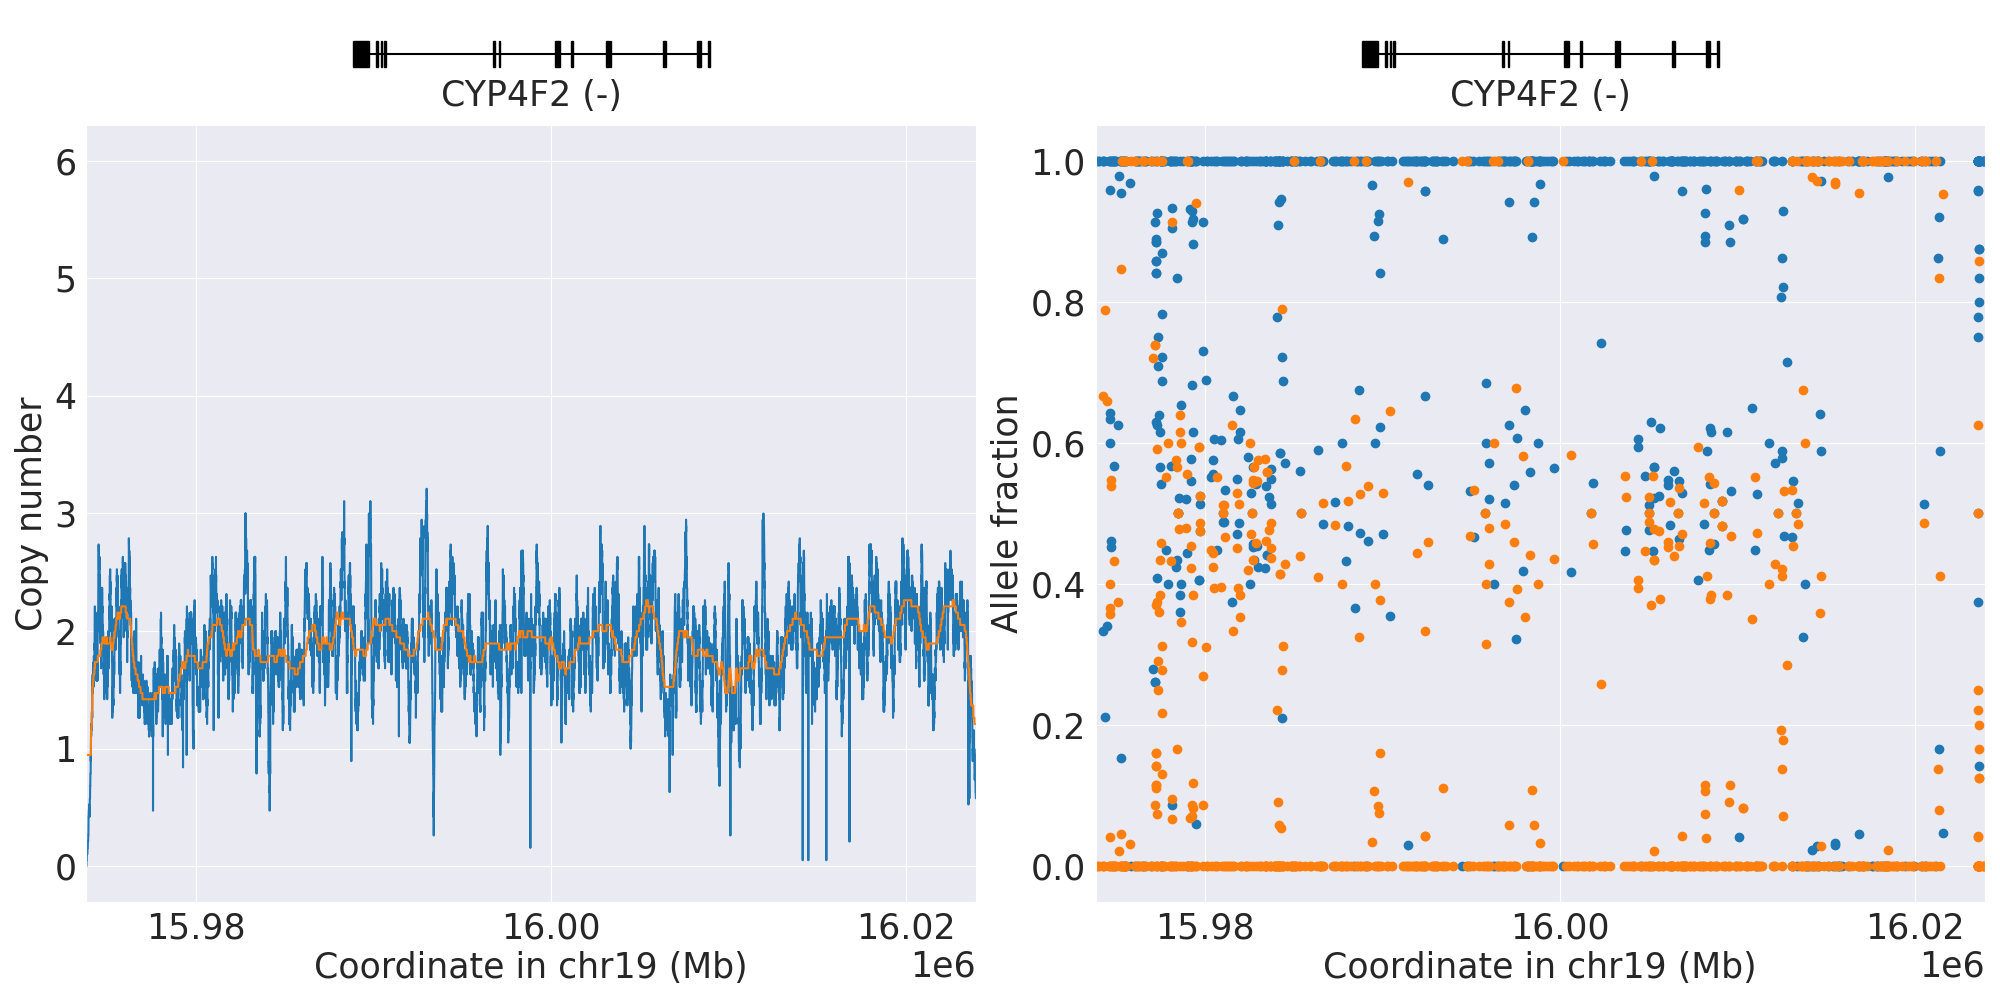 CYP4F2 (-)
6
5
4
3
2
1
0
Copy number
15.98
16.00
16.02
Coordinate in chr19 (Mb)
1e6
CYP4F2 (-)
1.0
0.8
0.6
0.4
0.2
0.0
Allele fraction
15.98
16.00
16.02
Coordinate in chr19 (Mb)
1e6